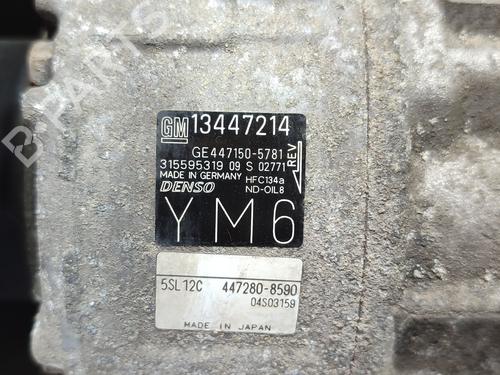 GM 13447214
GE447150-5781
315595319 09 S 02771
MADE IN GERMANY HFC134a
DENSO ND-OIL8
REV
YM6
5SL12C 447280-8590
04S03159
MADE IN JAPAN
B-PARTS